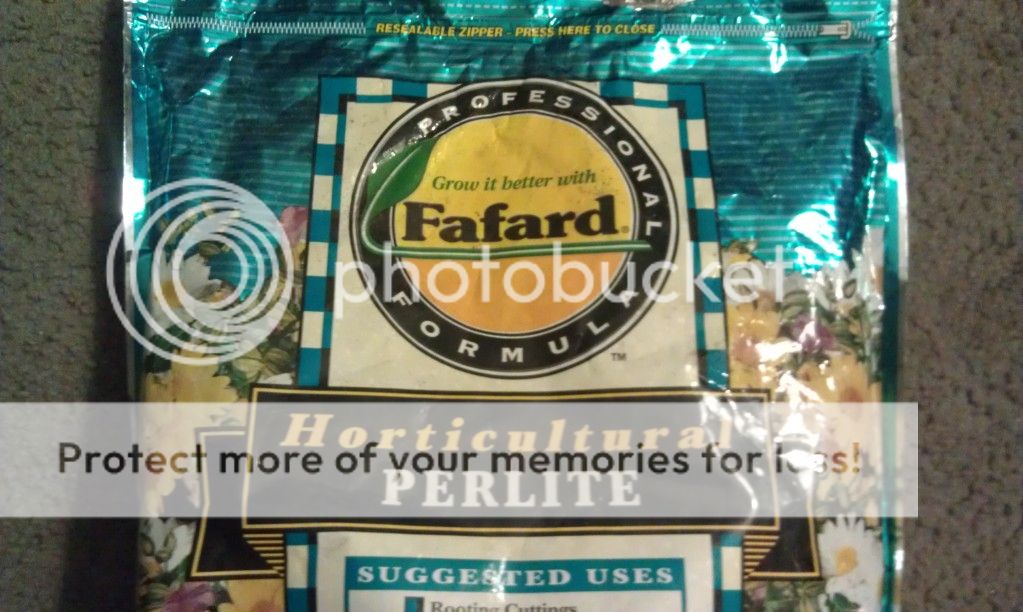 RESEALABLE ZIPPER - PRESS HERE TO CLOSE
PROFESSIONAL
Grow it better with
Fafard®
FORMULA
TM
photobucket
Horticultural
Protect more of your memories for less!
PERLITE
SUGGESTED USES
Rooting Cuttings